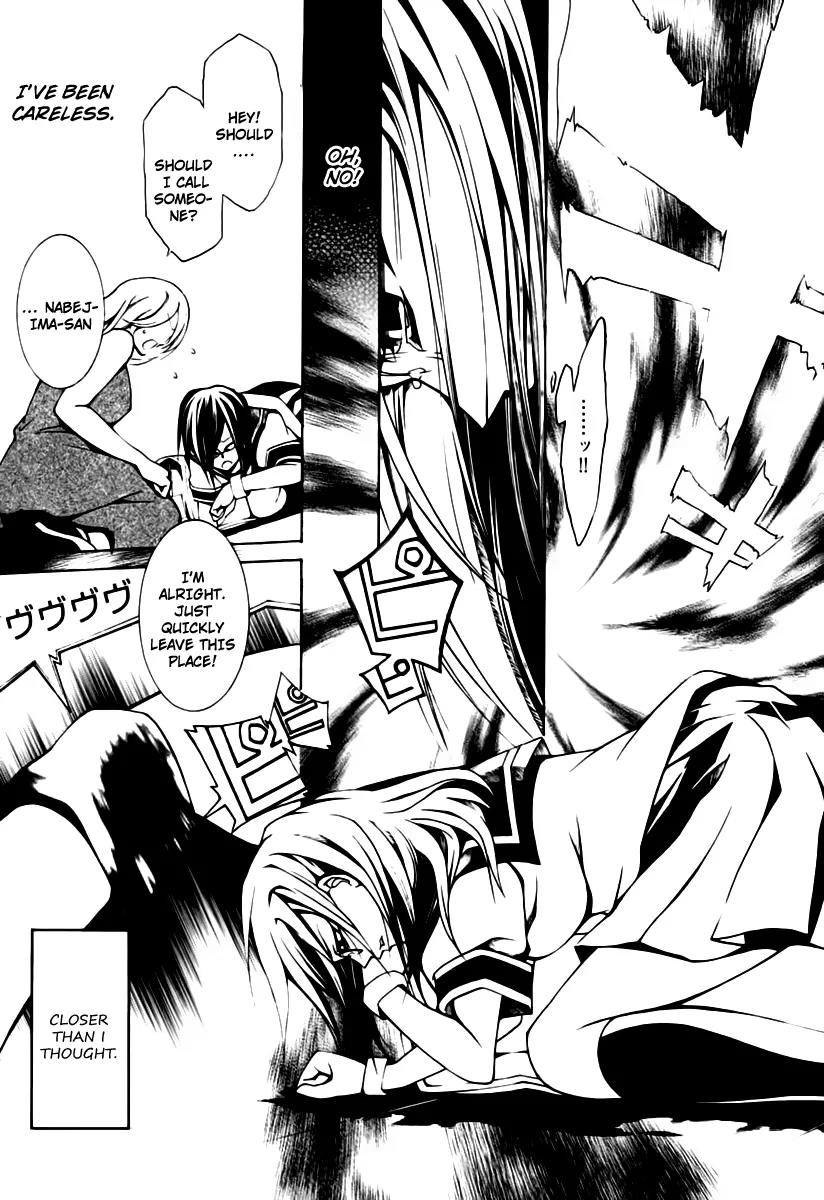 ……ッ!!
OH,
NO!
HEY!
SHOULD
....
SHOULD
I CALL
SOMEO-
NE?
I'VE BEEN
CARELESS.
... NABEJ-
IMA-SAN
I'M
ALRIGHT.
JUST
QUICKLY
LEAVE THIS
PLACE!
ヴヴヴヴ
CLOSER
THAN I
THOUGHT.